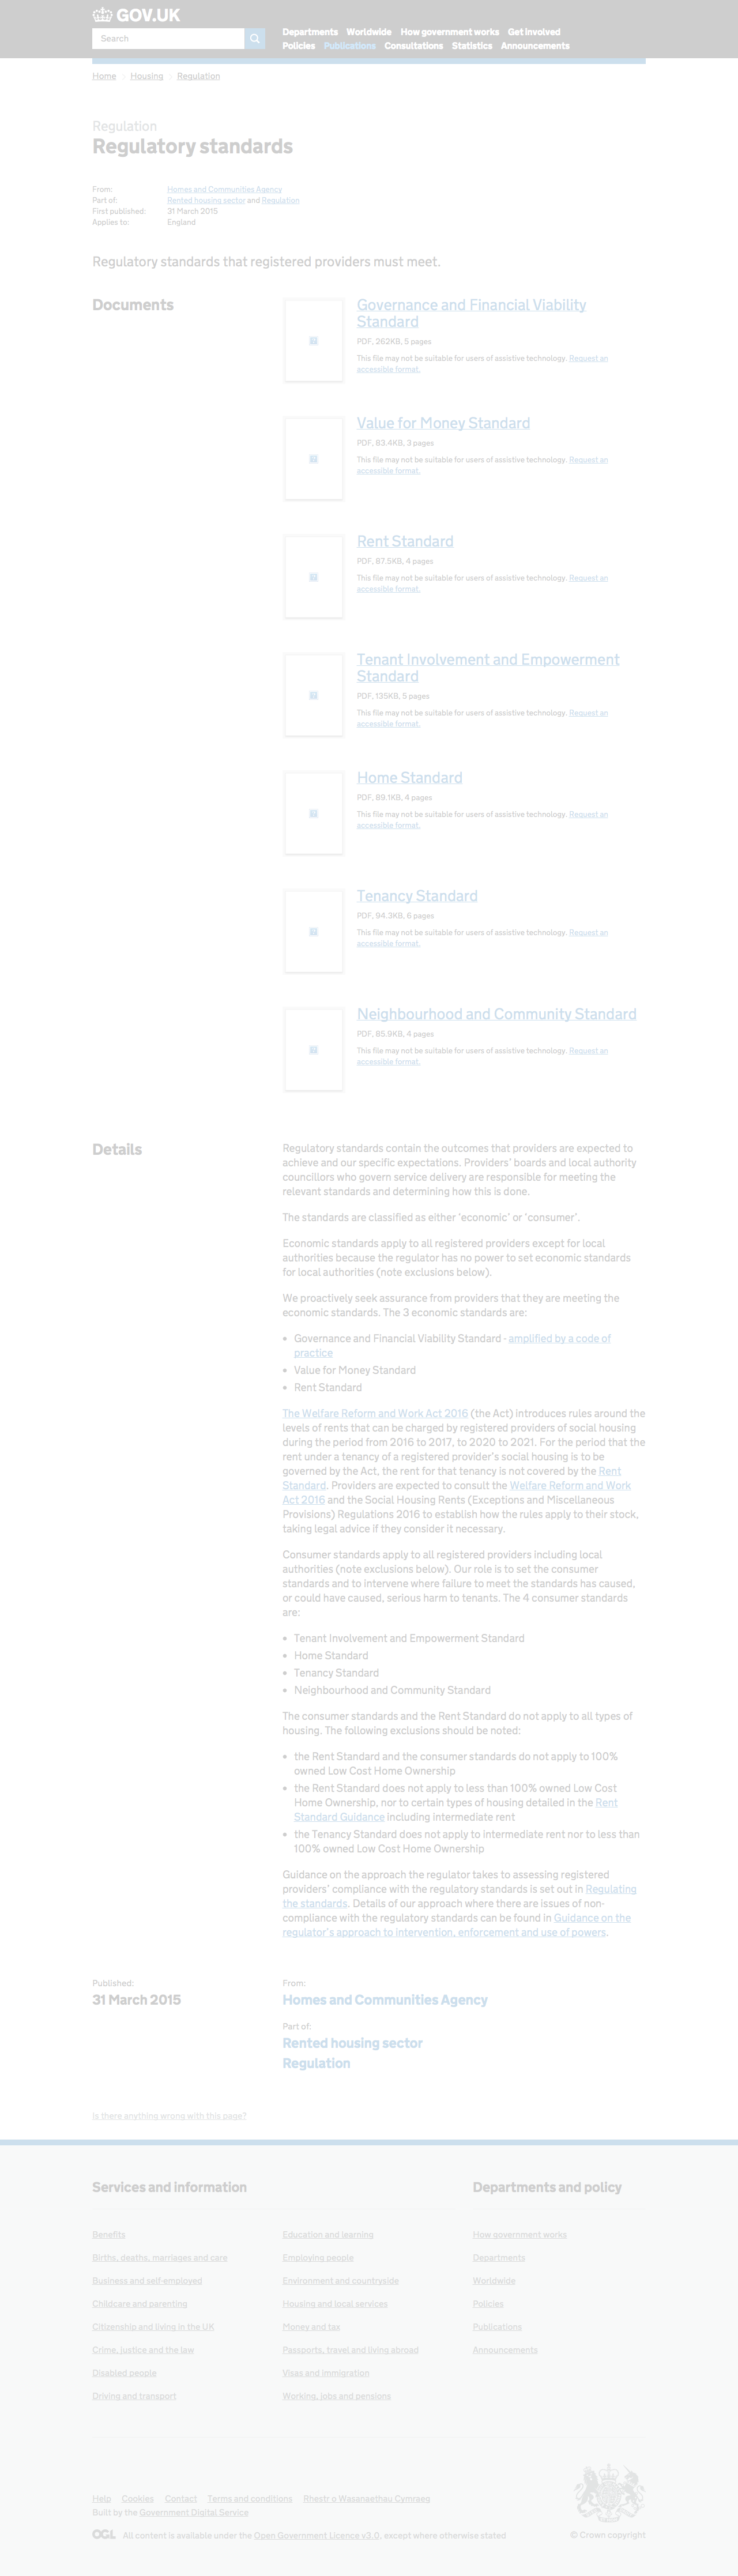 GOV.UK
Search
Departments Worldwide How government works Get involved
Policies Publications Consultations Statistics Announcements
Home Housing Regulation
Regulation
Regulatory standards
From: Homes and Communities Agency
Part of: Rented housing sector and Regulation
First published: 31 March 2015
Applies to: England
Regulatory standards that registered providers must meet.
Documents
Governance and Financial Viability
Standard
PDF, 262KB, 5 pages
This file may not be suitable for users of assistive technology. Request an
accessible format.
Value for Money Standard
PDF, 83.4KB, 3 pages
This file may not be suitable for users of assistive technology. Request an
accessible format.
Rent Standard
PDF, 87.5KB, 4 pages
This file may not be suitable for users of assistive technology. Request an
accessible format.
Tenant Involvement and Empowerment
Standard
PDF, 135KB, 5 pages
This file may not be suitable for users of assistive technology. Request an
accessible format.
Home Standard
PDF, 89.1KB, 4 pages
This file may not be suitable for users of assistive technology. Request an
accessible format.
Tenancy Standard
PDF, 94.3KB, 6 pages
This file may not be suitable for users of assistive technology. Request an
accessible format.
Neighbourhood and Community Standard
PDF, 85.9KB, 4 pages
This file may not be suitable for users of assistive technology. Request an
accessible format.
Details
Regulatory standards contain the outcomes that providers are expected to
achieve and our specific expectations. Providers’ boards and local authority
councillors who govern service delivery are responsible for meeting the
relevant standards and determining how this is done.
The standards are classified as either ‘economic’ or ‘consumer’.
Economic standards apply to all registered providers except for local
authorities because the regulator has no power to set economic standards
for local authorities (note exclusions below).
We proactively seek assurance from providers that they are meeting the
economic standards. The 3 economic standards are:
• Governance and Financial Viability Standard - amplified by a code of
practice
• Value for Money Standard
• Rent Standard
The Welfare Reform and Work Act 2016 (the Act) introduces rules around the
levels of rents that can be charged by registered providers of social housing
during the period from 2016 to 2017, to 2020 to 2021. For the period that the
rent under a tenancy of a registered provider’s social housing is to be
governed by the Act, the rent for that tenancy is not covered by the Rent
Standard. Providers are expected to consult the Welfare Reform and Work
Act 2016 and the Social Housing Rents (Exceptions and Miscellaneous
Provisions) Regulations 2016 to establish how the rules apply to their stock,
taking legal advice if they consider it necessary.
Consumer standards apply to all registered providers including local
authorities (note exclusions below). Our role is to set the consumer
standards and to intervene where failure to meet the standards has caused,
or could have caused, serious harm to tenants. The 4 consumer standards
are:
• Tenant Involvement and Empowerment Standard
• Home Standard
• Tenancy Standard
• Neighbourhood and Community Standard
The consumer standards and the Rent Standard do not apply to all types of
housing. The following exclusions should be noted:
• the Rent Standard and the consumer standards do not apply to 100%
owned Low Cost Home Ownership
• the Rent Standard does not apply to less than 100% owned Low Cost
Home Ownership, nor to certain types of housing detailed in the Rent
Standard Guidance including intermediate rent
• the Tenancy Standard does not apply to intermediate rent nor to less than
100% owned Low Cost Home Ownership
Guidance on the approach the regulator takes to assessing registered
providers’ compliance with the regulatory standards is set out in Regulating
the standards. Details of our approach where there are issues of non-
compliance with the regulatory standards can be found in Guidance on the
regulator’s approach to intervention, enforcement and use of powers.
Published:
31 March 2015
From:
Homes and Communities Agency
Part of:
Rented housing sector
Regulation
Is there anything wrong with this page?
Services and information
Benefits
Births, deaths, marriages and care
Business and self-employed
Childcare and parenting
Citizenship and living in the UK
Crime, justice and the law
Disabled people
Driving and transport
Education and learning
Employing people
Environment and countryside
Housing and local services
Money and tax
Passports, travel and living abroad
Visas and immigration
Working, jobs and pensions
Departments and policy
How government works
Departments
Worldwide
Policies
Publications
Announcements
Help Cookies Contact Terms and conditions Rhestr o Wasanaethau Cymraeg
Built by the Government Digital Service
OGL All content is available under the Open Government Licence v3.0, except where otherwise stated
© Crown copyright